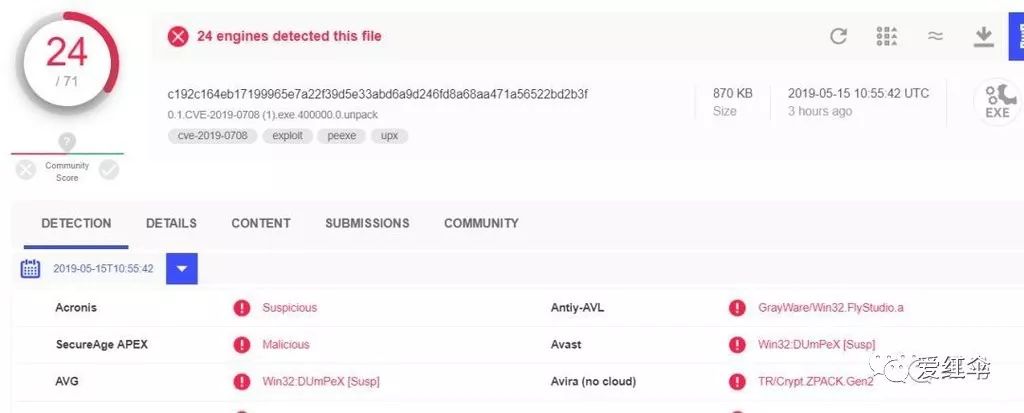 24
/ 71
?
Community
Score
24 engines detected this file
c192c164eb17199965e7a22f39d5e33abd6a9d246fd8a68aa471a56522bd2b3f
0.1.CVE-2019-0708 (1).exe.400000.0.unpack
cve-2019-0708 exploit peexe upx
870 KB
Size
2019-05-15 10:55:42 UTC
3 hours ago
EXE
DETECTION DETAILS CONTENT SUBMISSIONS COMMUNITY
2019-05-15T10:55:42
Acronis Suspicious Antiy-AVL GrayWare/Win32.FlyStudio.a
SecureAge APEX Malicious Avast Win32:DUmPeX [Susp]
AVG Win32:DUmPeX [Susp] Avira (no cloud) TR/Crypt.ZPACK.Gen2
爱红伞